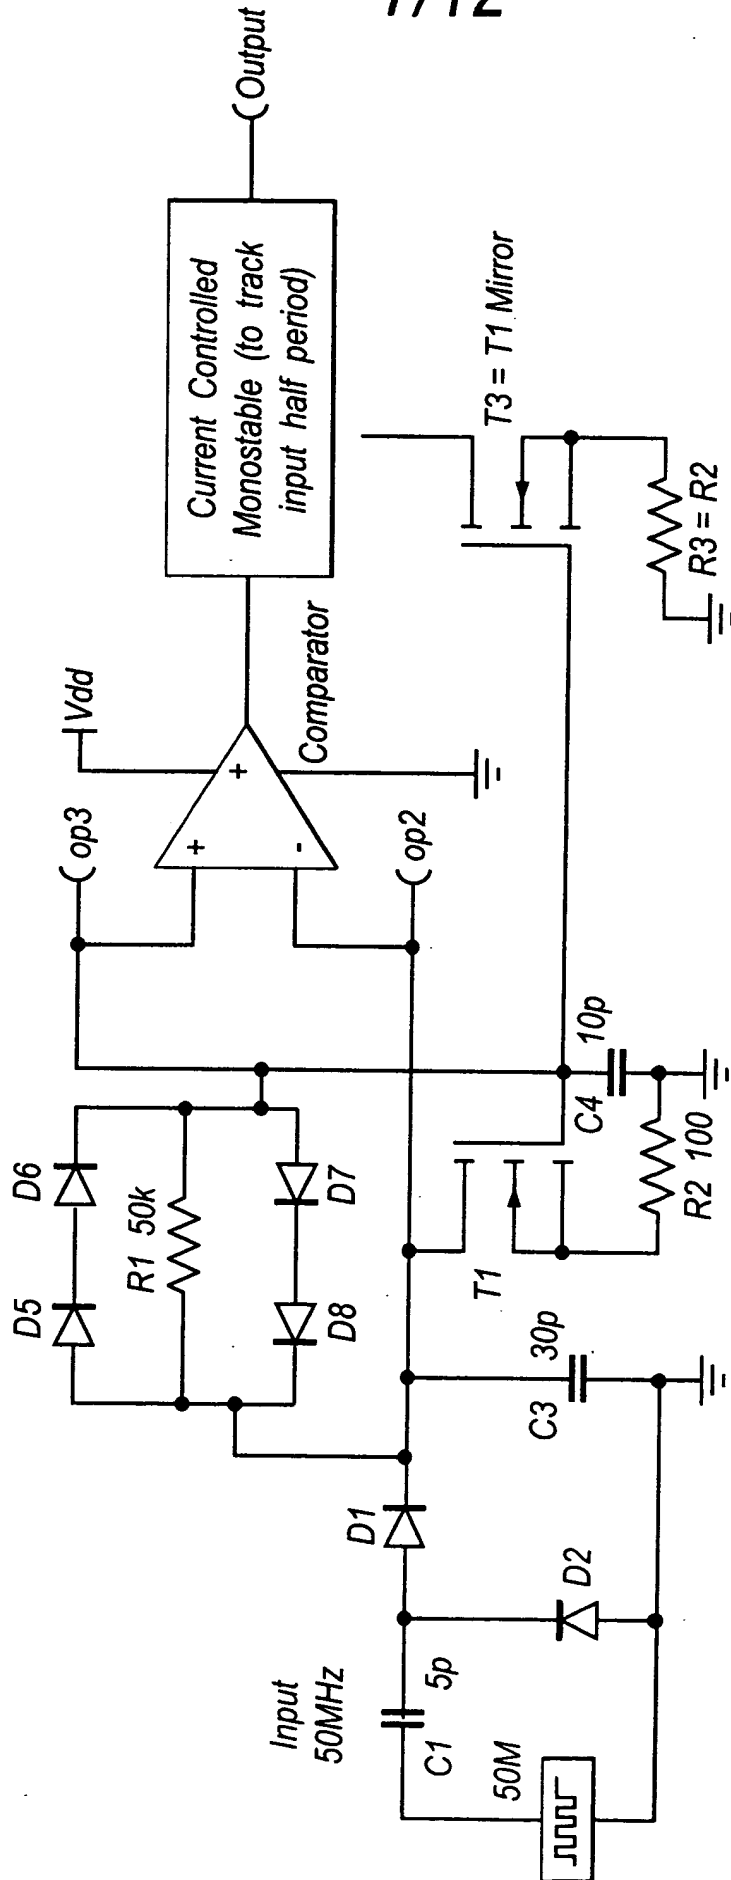 1/12
Output
Current Controlled
Monostable (to track
input half period)
Vdd
+
Comparator
op3
+
-
op2
T3 = T1 Mirror
R3 = R2
D6
D5
R1 50k
D7
D8
10p
C4
R2 100
T1
30p
C3
D1
D2
Input
50MHz
5p
C1
50M